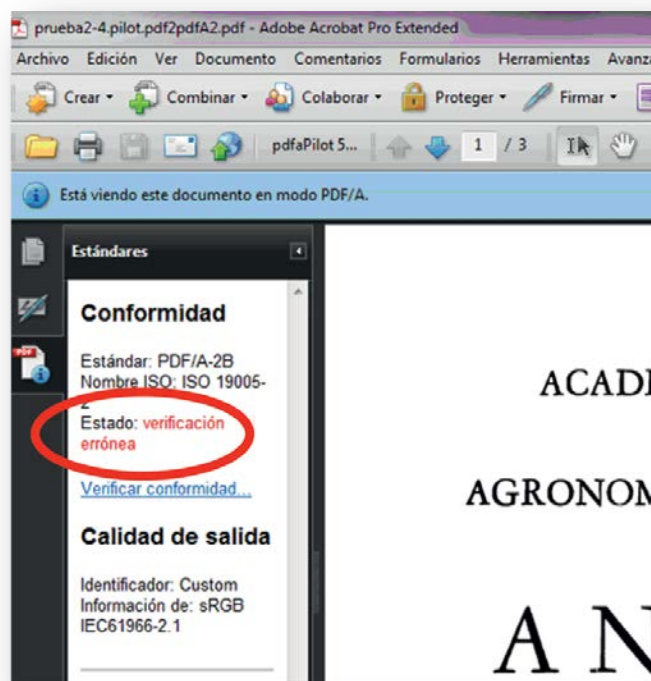 prueba2-4.pilot.pdf2pdfA2.pdf - Adobe Acrobat Pro Extended
Archivo Edición Ver Documento Comentarios Formularios Herramientas Avanza
Crear Combinar Colaborar Proteger Firmar
pdfaPilot 5... 1 / 3
Está viendo este documento en modo PDF/A.
Estándares
Conformidad
Estándar: PDF/A-2B
Nombre ISO: ISO 19005-
2
Estado: verificación
errónea
Verificar conformidad...
Calidad de salida
Identificador: Custom
Información de: sRGB
IEC61966-2.1
ACADE
AGRONOM
A N